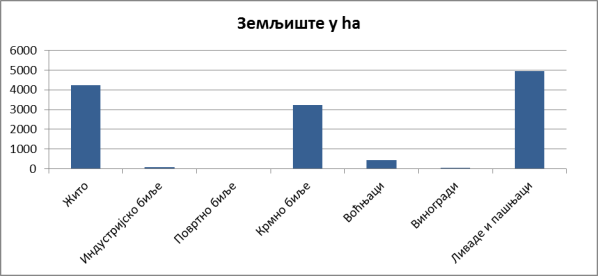 Земљиште у ha
6000
5000
4000
3000
2000
1000
0
Жито
Индустријско биље
Повртно биље
Крмно биље
Воћњаци
Виногради
Ливаде и пашњаци